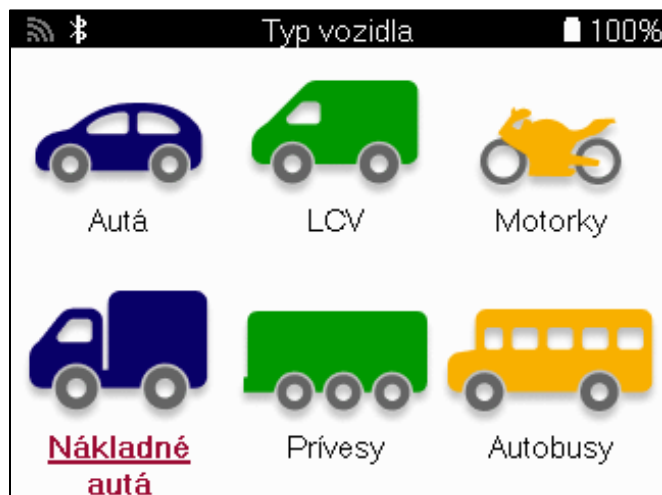 Typ vozidla 100%
Autá LCV Motorky
Nákladné Prívesy Autobusy
autá